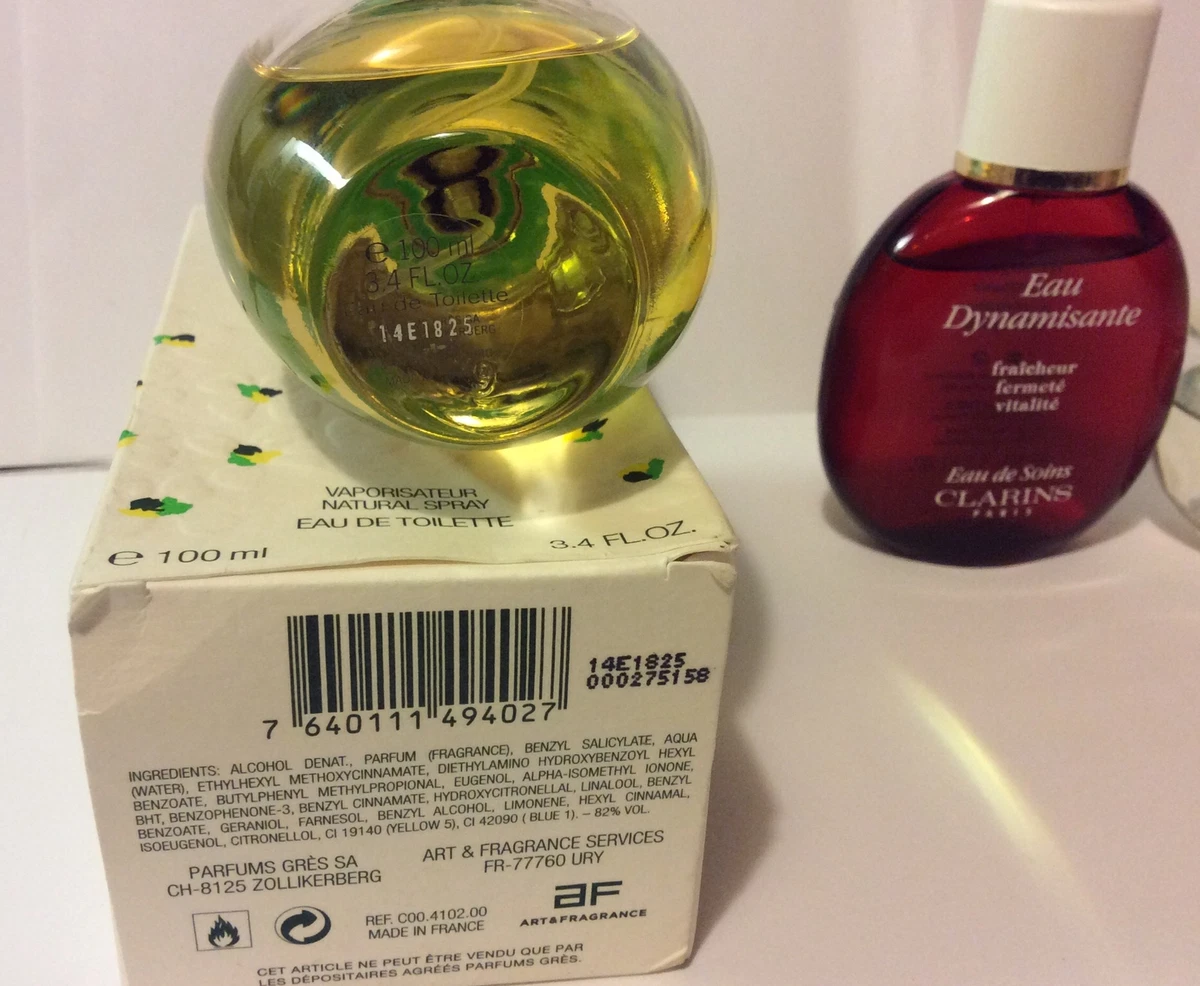 e 100 ml
3.4 FL.OZ.
de Toilette
14E1825
VAPORISATEUR
NATURAL SPRAY
EAU DE TOILETTE
e 100 ml
3.4 FL.OZ.
7 640111 494027
14E1825
000275158
INGREDIENTS: ALCOHOL DENAT., PARFUM (FRAGRANCE), BENZYL SALICYLATE, AQUA
(WATER), ETHYLHEXYL METHOXYCINNAMATE, DIETHYLAMINO HYDROXYBENZOYL HEXYL
BENZOATE, BUTYLPHENYL METHYLPROPIONAL, EUGENOL, ALPHA-ISOMETHYL IONONE,
BHT, BENZOPHENONE-3, BENZYL CINNAMATE, HYDROXYCITRONELLAL, LINALOOL, BENZYL
BENZOATE, GERANIOL, FARNESOL, BENZYL ALCOHOL, LIMONENE, HEXYL CINNAMAL,
ISOEUGENOL, CITRONELLOL, CI 19140 (YELLOW 5), CI 42090 ( BLUE 1). – 82% VOL.
PARFUMS GRÈS SA
CH-8125 ZOLLIKERBERG
ART & FRAGRANCE SERVICES
FR-77760 URY
REF. C00.4102.00
MADE IN FRANCE
aF
ART&FRAGRANCE
CET ARTICLE NE PEUT ÊTRE VENDU QUE PAR
LES DÉPOSITAIRES AGRÉÉS PARFUMS GRÈS.
Eau
Dynamisante
fraîcheur
fermeté
vitalité
Eau de Soins
CLARINS
PARIS